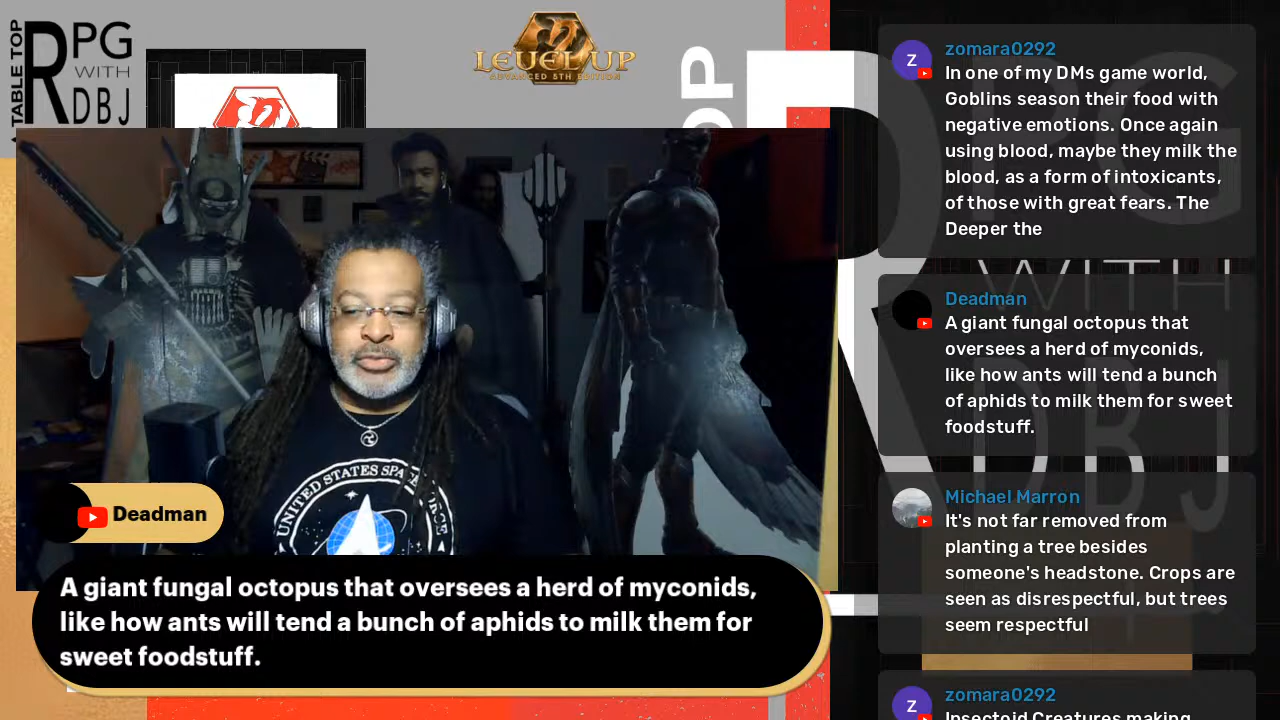 TABLE TOP
RPG
WITH
DBJ
LEVEL UP
ADVANCED 5TH EDITION
OP
WITH
DBJ
UNITED STATES SPACE FORCE
Deadman
A giant fungal octopus that oversees a herd of myconids,
like how ants will tend a bunch of aphids to milk them for
sweet foodstuff.
Z
zomara0292
In one of my DMs game world,
Goblins season their food with
negative emotions. Once again
using blood, maybe they milk the
blood, as a form of intoxicants,
of those with great fears. The
Deeper the
Deadman
A giant fungal octopus that
oversees a herd of myconids,
like how ants will tend a bunch
of aphids to milk them for sweet
foodstuff.
Michael Marron
It's not far removed from
planting a tree besides
someone's headstone. Crops are
seen as disrespectful, but trees
seem respectful
Z
zomara0292
Insectoid Creatures making